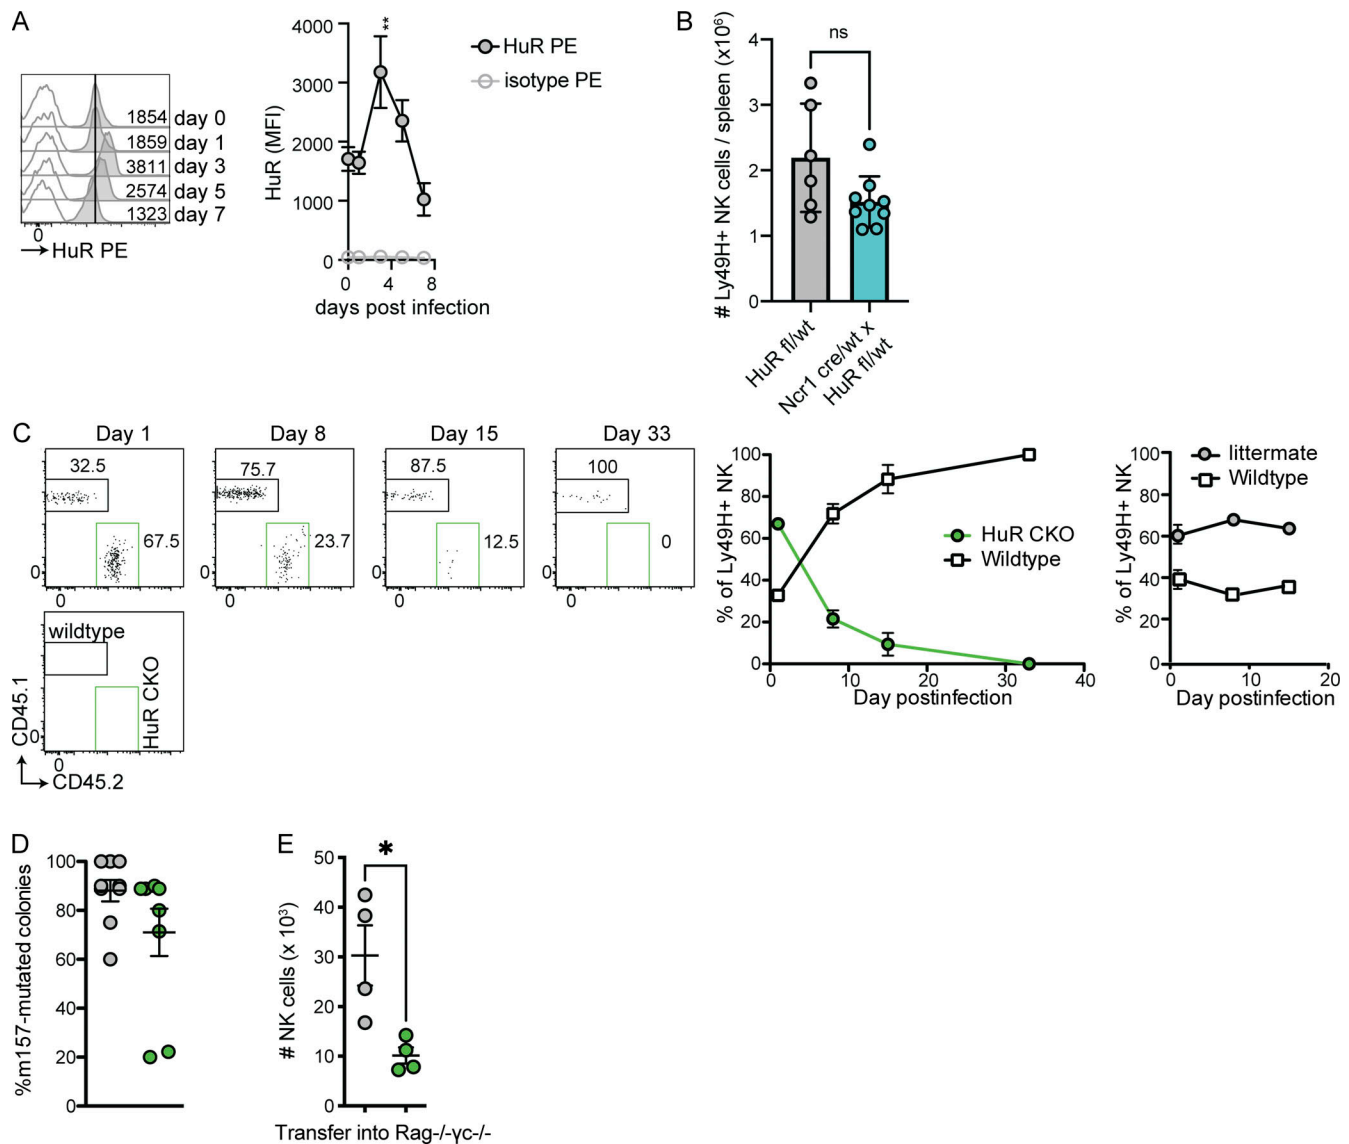 A
4000
3000
2000
1000
0
HuR (MFI)
**
HuR PE
isotype PE
1854 day 0
1859 day 1
3811 day 3
2574 day 5
1323 day 7
0
HuR PE
0 4 8
days post infection
B
# Ly49H+ NK cells / spleen (x10⁶)
4
3
2
1
0
ns
HuR fl/wt
Ncr1 cre/wt x
HuR fl/wt
C
Day 1
32.5
67.5
0
0
Day 8
75.7
23.7
0
0
Day 15
87.5
12.5
0
0
Day 33
100
0
0
0
wildtype
HuR CKO
0
0
CD45.1
CD45.2
% of Ly49H+ NK
100
80
60
40
20
0
HuR CKO
Wildtype
0 10 20 30 40
Day postinfection
% of Ly49H+ NK
100
80
60
40
20
0
littermate
Wildtype
0 10 20
Day postinfection
D
%m157-mutated colonies
100
80
60
40
20
0
E
# NK cells (x 10³)
50
40
30
20
10
0
*
Transfer into Rag-/-γc-/-